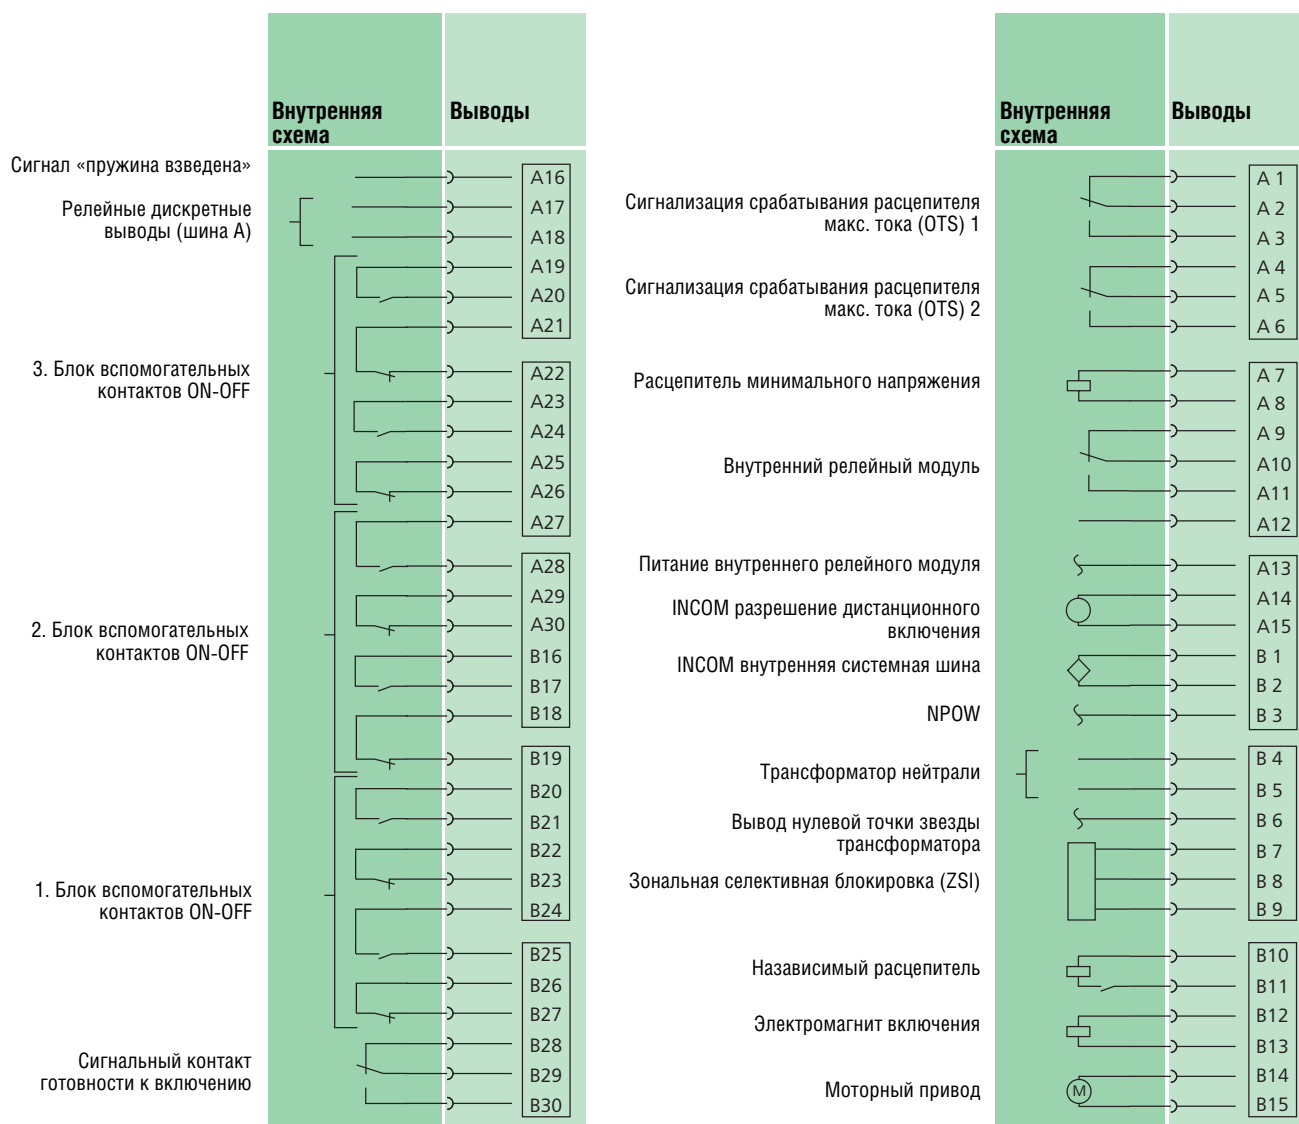 Внутренняя
схема
Выводы
Сигнал «пружина взведена»
A16
Релейные дискретные
выводы (шина А)
A17
A18
A19
A20
A21
3. Блок вспомогательных
контактов ON-OFF
A22
A23
A24
A25
A26
A27
A28
A29
A30
2. Блок вспомогательных
контактов ON-OFF
B16
B17
B18
B19
B20
B21
B22
B23
B24
1. Блок вспомогательных
контактов ON-OFF
B25
B26
B27
B28
B29
B30
Сигнальный контакт
готовности к включению
Внутренняя
схема
Выводы
Сигнализация срабатывания расцепителя
макс. тока (OTS) 1
A 1
A 2
A 3
Сигнализация срабатывания расцепителя
макс. тока (OTS) 2
A 4
A 5
A 6
Расцепитель минимального напряжения
A 7
A 8
Внутренний релейный модуль
A 9
A10
A11
A12
Питание внутреннего релейного модуля
A13
INCOM разрешение дистанционного
включения
A14
A15
INCOM внутренняя системная шина
B 1
B 2
NPOW
B 3
Трансформатор нейтрали
B 4
B 5
Вывод нулевой точки звезды
трансформатора
B 6
Зональная селективная блокировка (ZSI)
B 7
B 8
B 9
Назависимый расцепитель
B10
B11
Электромагнит включения
B12
B13
Моторный привод
M
B14
B15